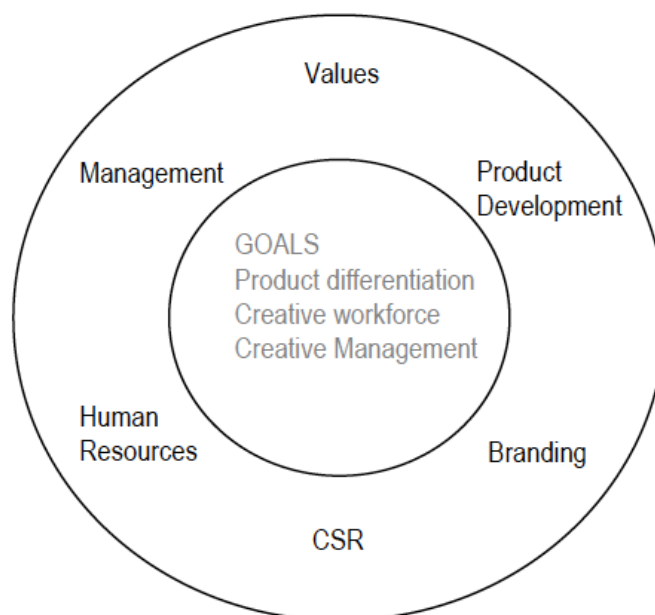 Values
Management
Product
Development
GOALS
Product differentiation
Creative workforce
Creative Management
Human
Resources
Branding
CSR